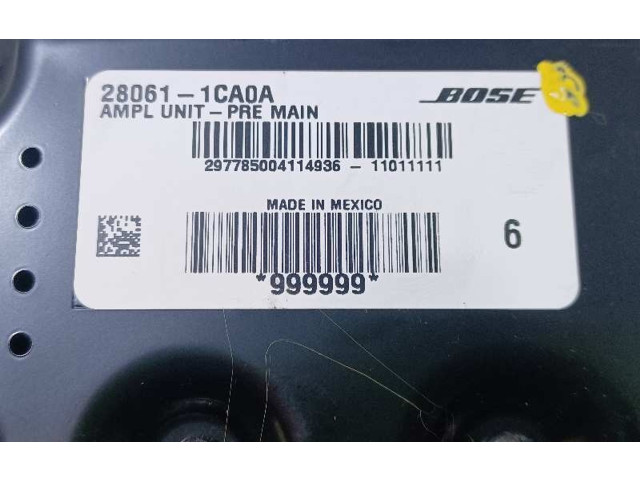 28061-1CA0A BOSE
AMPL UNIT-PRE MAIN
297785004114936 - 11011111
MADE IN MEXICO
6
*999999*